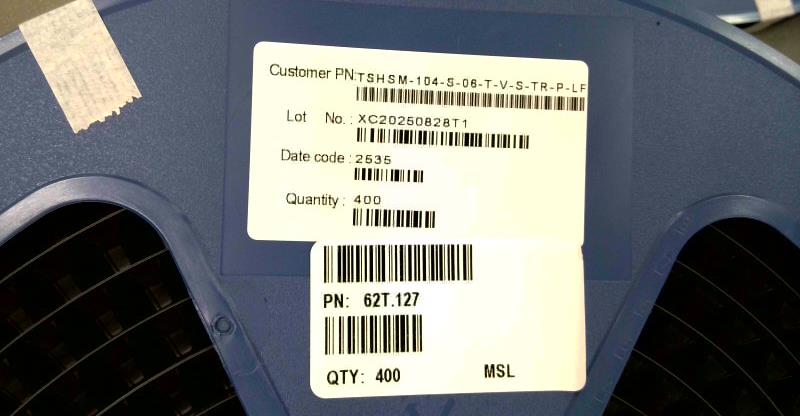 Customer PN:TSHSM-104-S-06-T-V-S-TR-P-LF
Lot No.: XC20250828T1
Date code: 2535
Quantity: 400
PN: 62T.127
QTY: 400 MSL